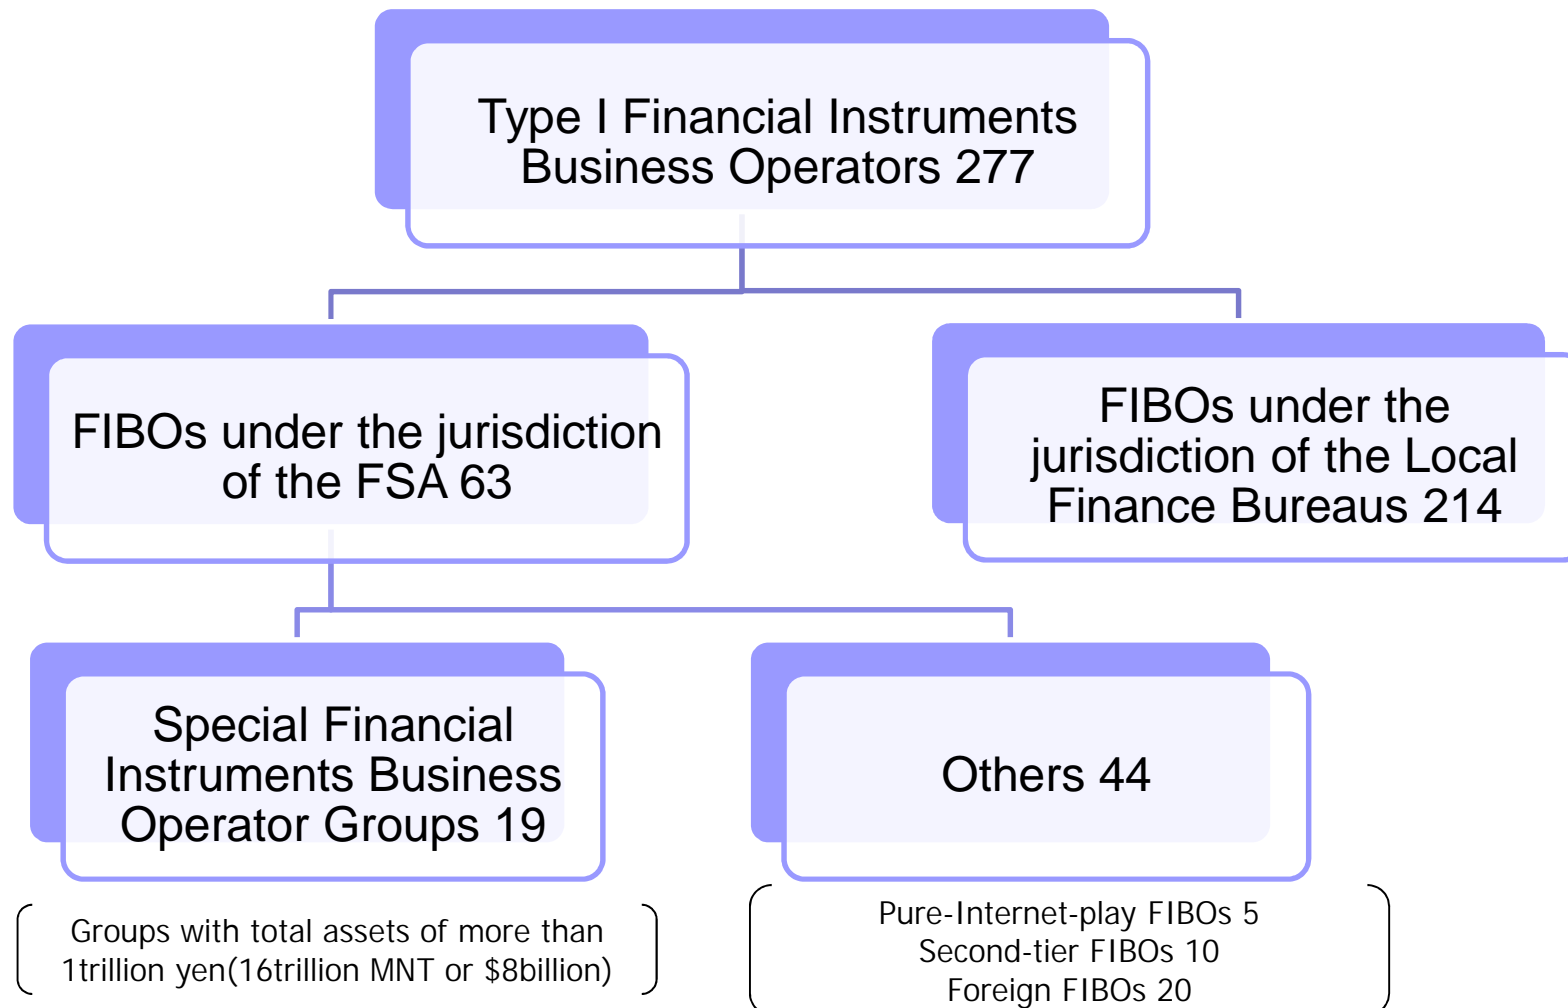 Type I Financial Instruments
Business Operators 277
FIBOs under the jurisdiction
of the FSA 63
FIBOs under the
jurisdiction of the Local
Finance Bureaus 214
Special Financial
Instruments Business
Operator Groups 19
Others 44
Groups with total assets of more than
1trillion yen(16trillion MNT or $8billion)
Pure-Internet-play FIBOs 5
Second-tier FIBOs 10
Foreign FIBOs 20